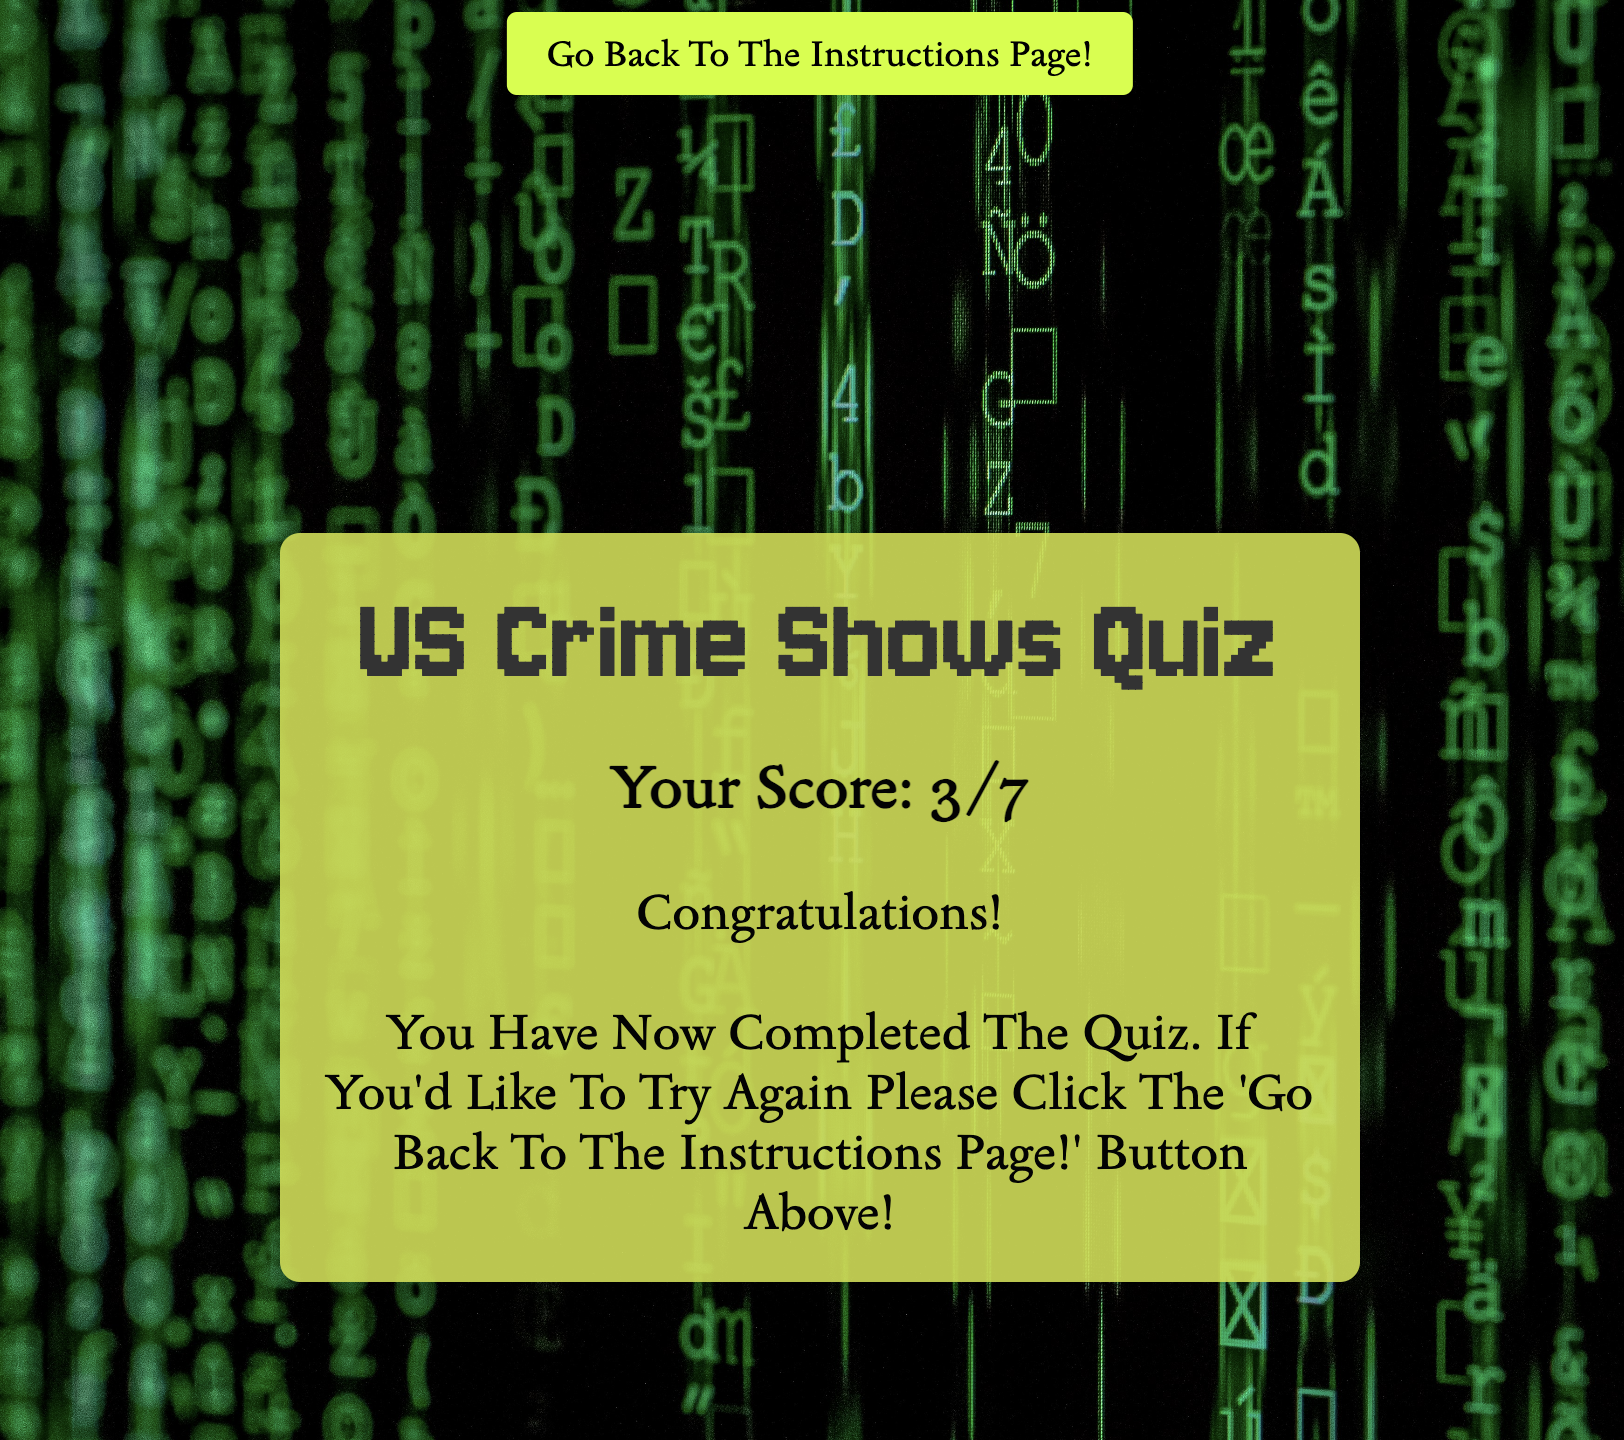 Go Back To The Instructions Page!
US Crime Shows Quiz
Your Score: 3/7
Congratulations!
You Have Now Completed The Quiz. If
You'd Like To Try Again Please Click The 'Go
Back To The Instructions Page!' Button
Above!